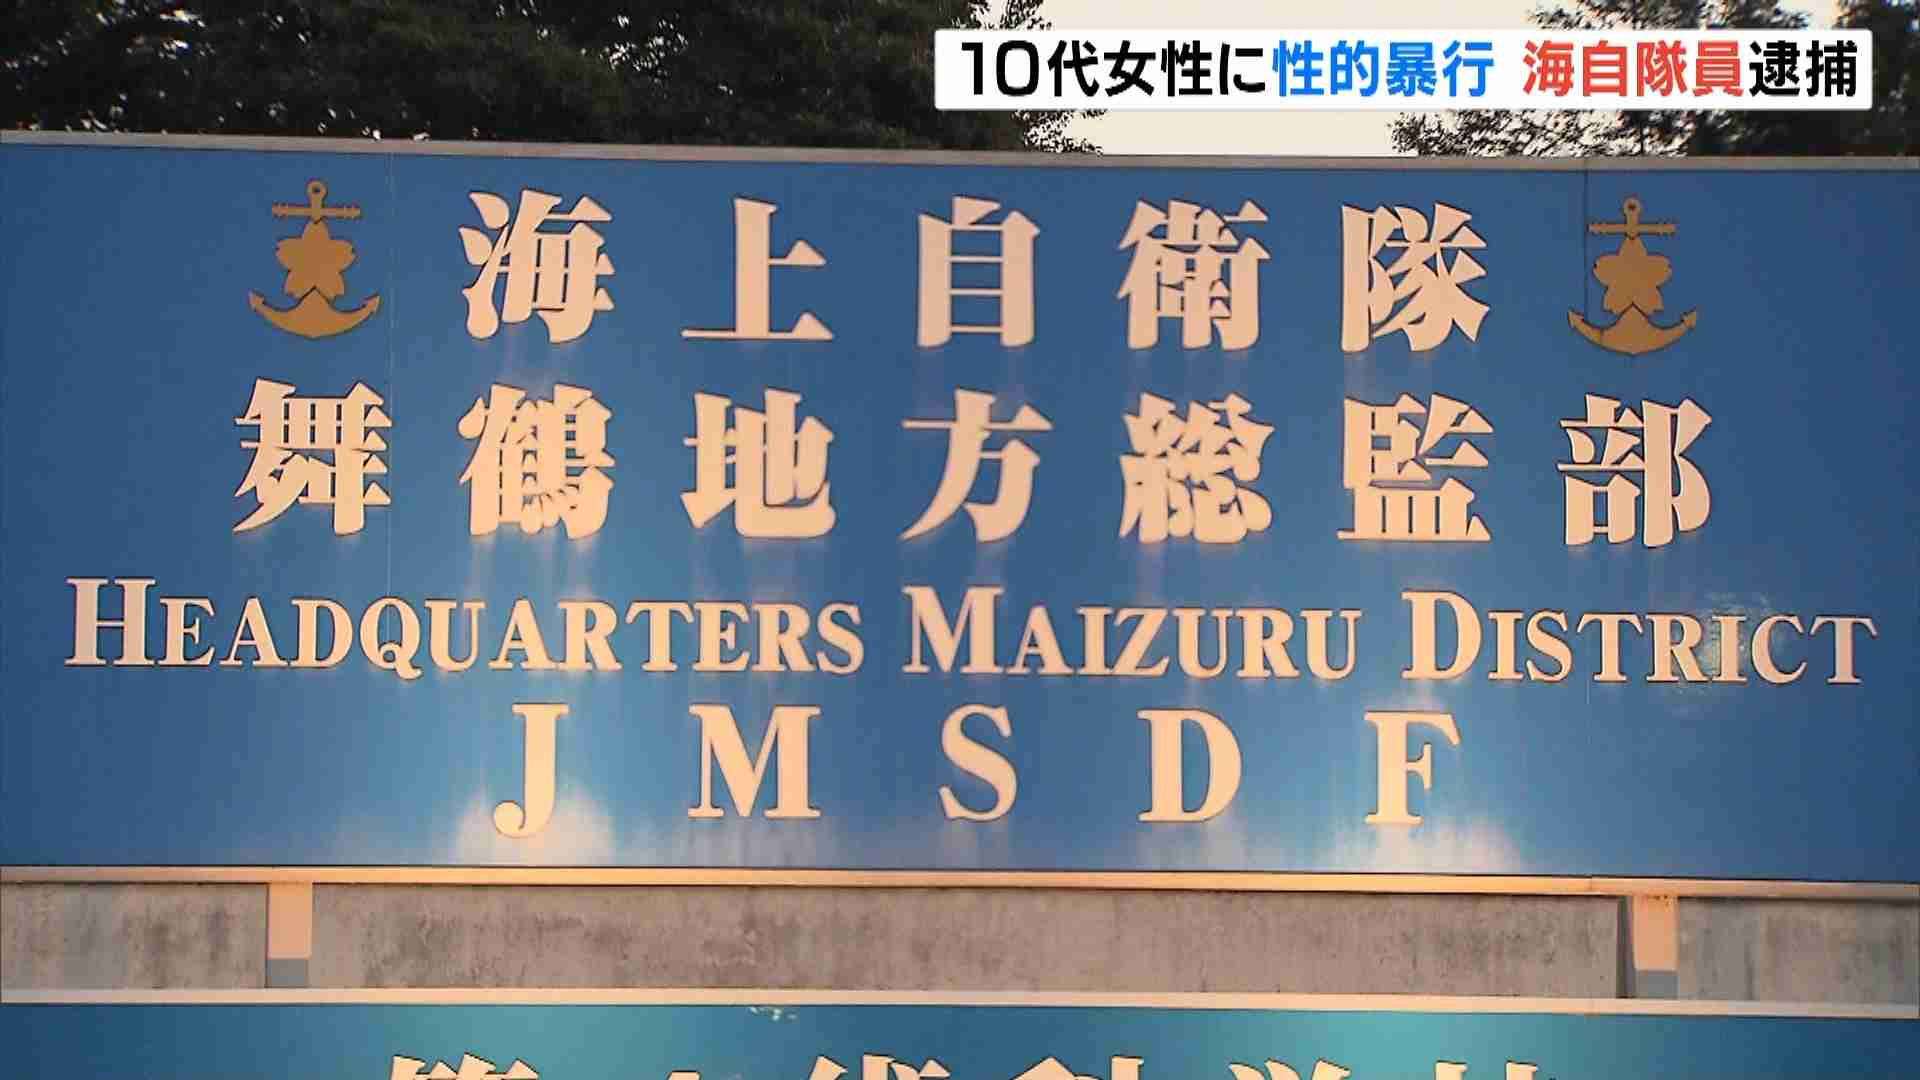 10代女性に性的暴行 海自隊員逮捕
海上自衛隊
舞鶴地方総監部
HEADQUARTERS MAIZURU DISTRICT
JMSDF